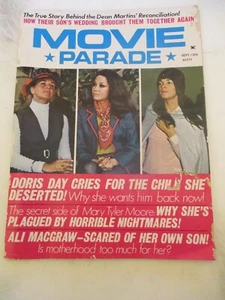 The True Story Behind the Dean Martins' Reconciliation!
HOW THEIR SON'S WEDDING BROUGHT THEM TOGETHER AGAIN
MOVIE
★ PARADE ★
SEPT.
DORIS DAY CRIES FOR THE CHILD SHE
DESERTED! Why she wants him back now!
The secret side of Mary Tyler Moore: WHY SHE'S
PLAGUED BY HORRIBLE NIGHTMARES!
ALI MACGRAW–SCARED OF HER OWN SON!
Is motherhood too much for her?